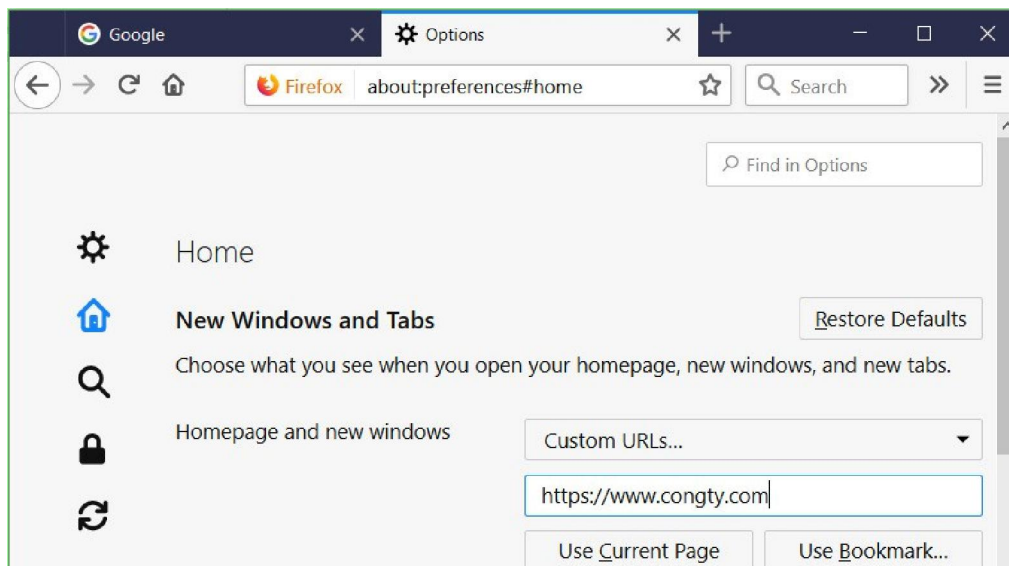 Google Options
Firefox about:preferences#home Search
Find in Options
Home
New Windows and Tabs Restore Defaults
Choose what you see when you open your homepage, new windows, and new tabs.
Homepage and new windows Custom URLs...
https://www.congty.com
Use Current Page Use Bookmark...